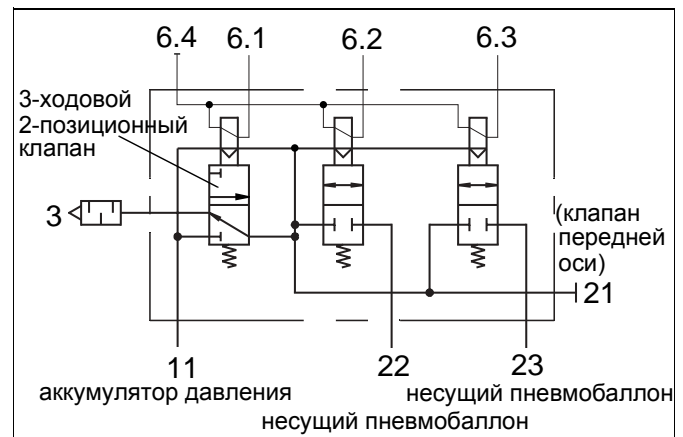 6.4 6.1 6.2 6.3
3-ходовой
2-позиционный
клапан
3
(клапан
передней
оси)
21
11 22 23
аккумулятор давления несущий пневмобаллон
несущий пневмобаллон